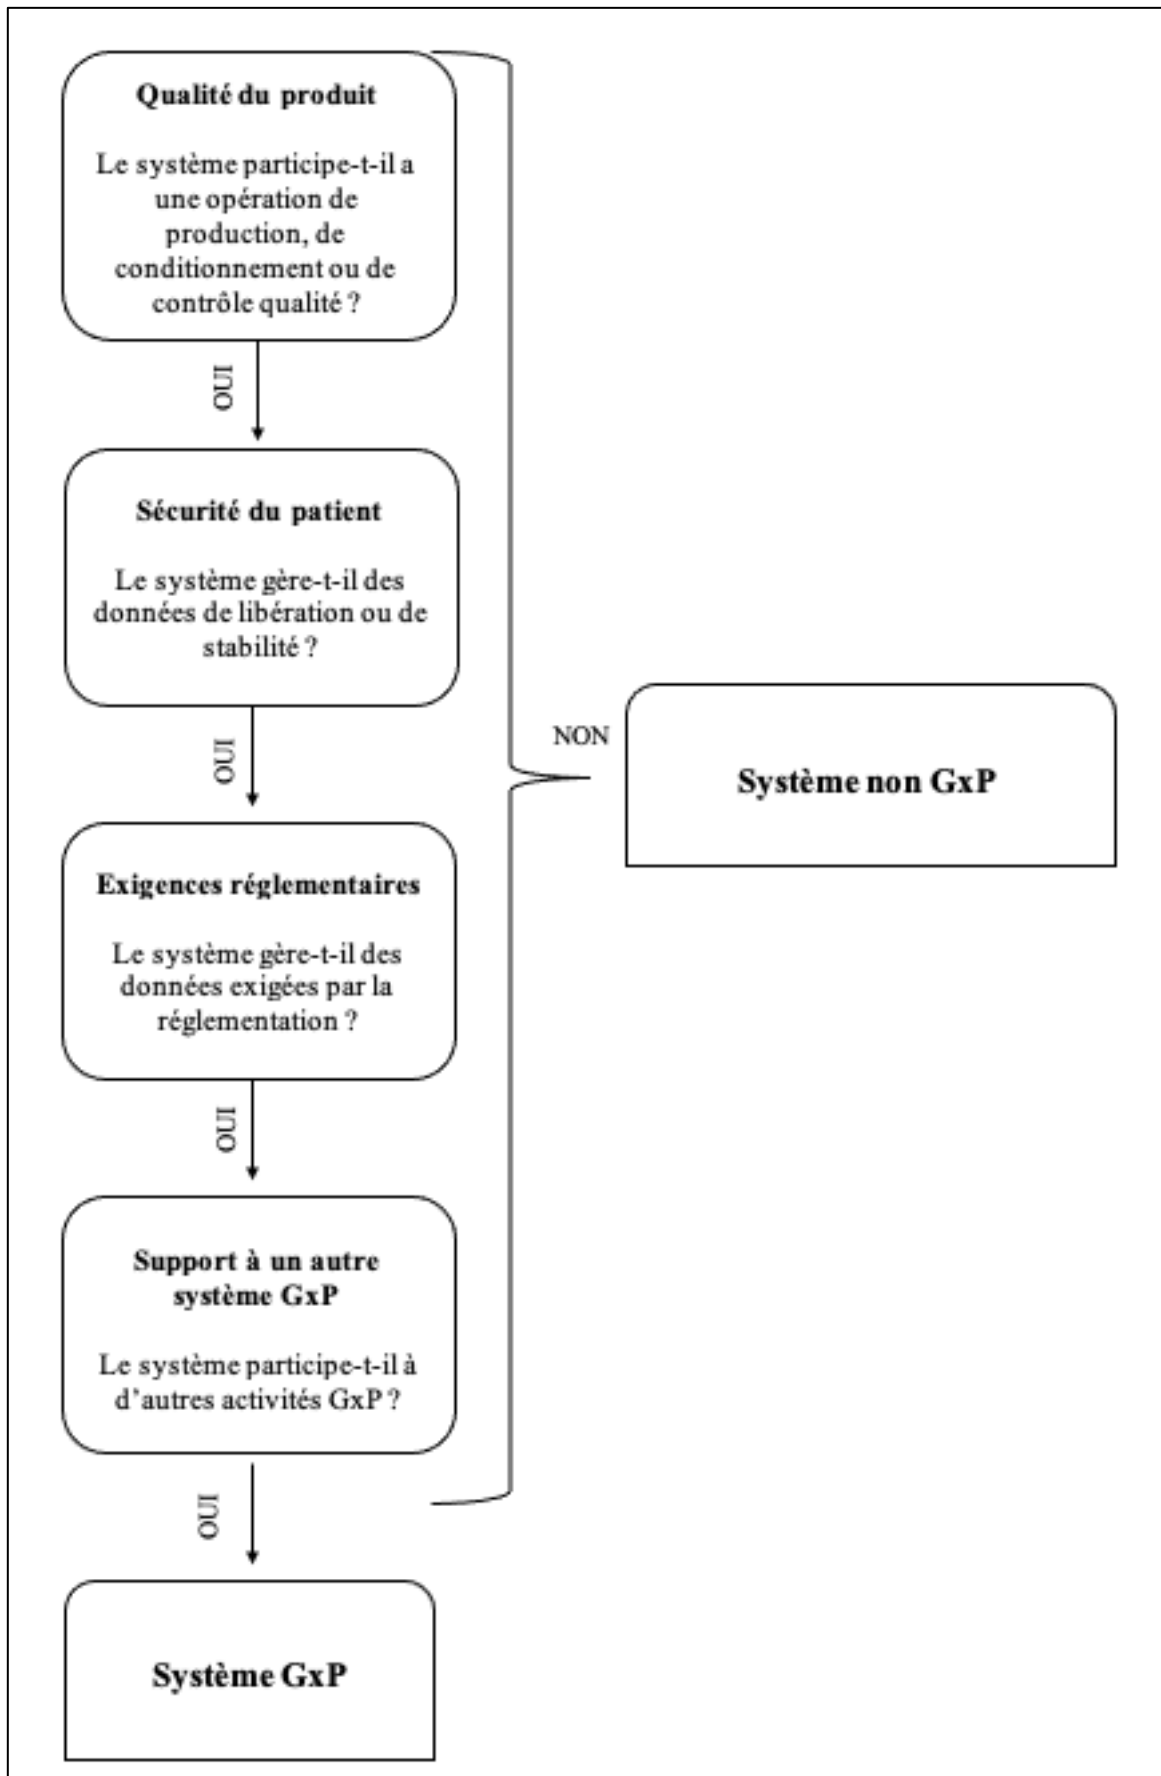 Qualité du produit
Le système participe-t-il a
une opération de
production, de
conditionnement ou de
contrôle qualité ?
OUI
Sécurité du patient
Le système gère-t-il des
données de libération ou de
stabilité ?
OUI
NON
Système non GxP
Exigences réglementaires
Le système gère-t-il des
données exigées par la
réglementation ?
OUI
Support à un autre
système GxP
Le système participe-t-il à
d’autres activités GxP ?
OUI
Système GxP